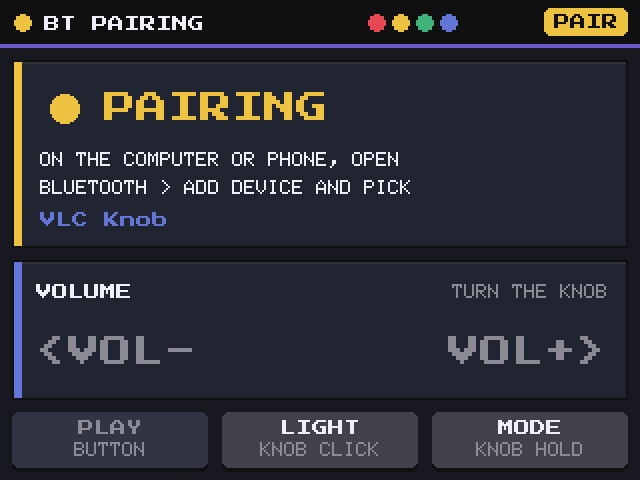 BT PAIRING
PAIR
PAIRING
ON THE COMPUTER OR PHONE, OPEN
BLUETOOTH > ADD DEVICE AND PICK
VLC Knob
VOLUME
TURN THE KNOB
<VOL-
VOL+>
PLAY
BUTTON
LIGHT
KNOB CLICK
MODE
KNOB HOLD